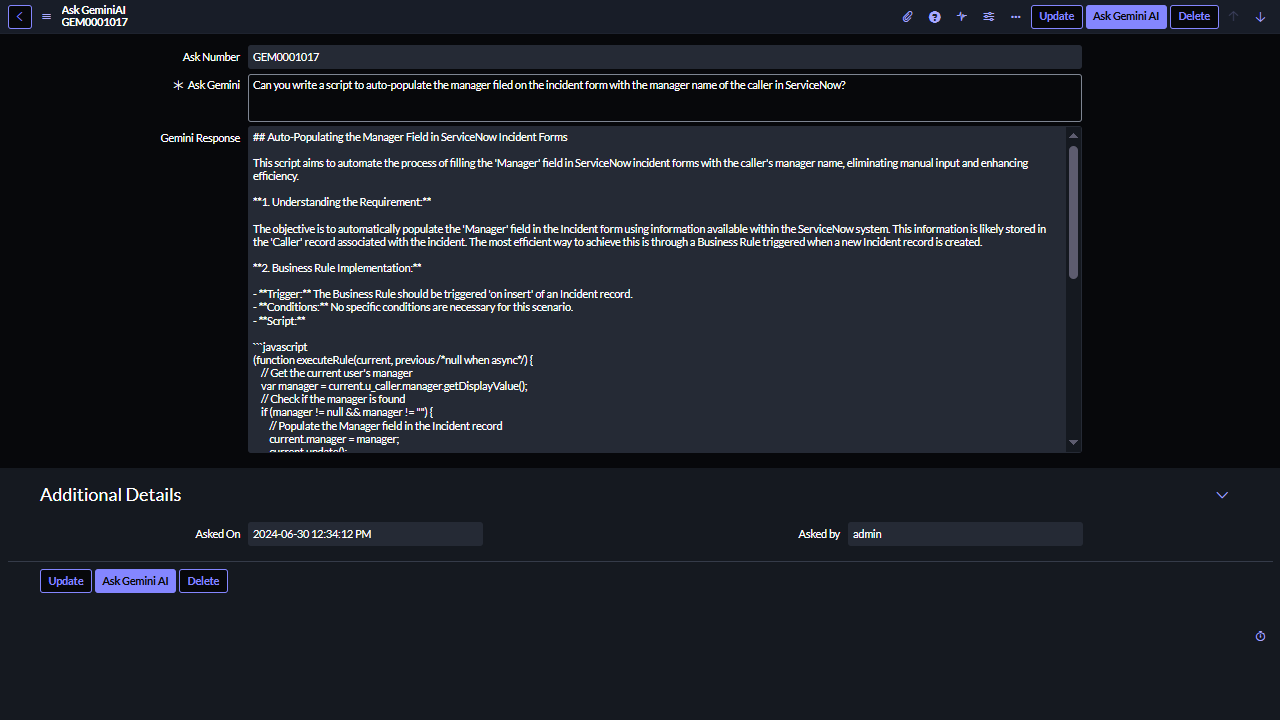 Ask GeminiAI
GEM0001017
Update
Ask Gemini AI
Delete
Ask Number
GEM0001017
Ask Gemini
Can you write a script to auto-populate the manager filed on the incident form with the manager name of the caller in ServiceNow?
Gemini Response
## Auto-Populating the Manager Field in ServiceNow Incident Forms
This script aims to automate the process of filling the 'Manager' field in ServiceNow incident forms with the caller's manager name, eliminating manual input and enhancing
efficiency.
**1. Understanding the Requirement:**
The objective is to automatically populate the 'Manager' field in the Incident form using information available within the ServiceNow system. This information is likely stored in
the 'Caller' record associated with the incident. The most efficient way to achieve this is through a Business Rule triggered when a new Incident record is created.
**2. Business Rule Implementation:**
- **Trigger:** The Business Rule should be triggered 'on insert' of an Incident record.
- **Conditions:** No specific conditions are necessary for this scenario.
- **Script:**
```javascript
(function executeRule(current, previous /*null when async*/) {
// Get the current user's manager
var manager = current.u_caller.manager.getDisplayValue();
// Check if the manager is found
if (manager != null && manager != "") {
// Populate the Manager field in the Incident record
current.manager = manager;
current.update();
Additional Details
Asked On
2024-06-30 12:34:12 PM
Asked by
admin
Update
Ask Gemini AI
Delete